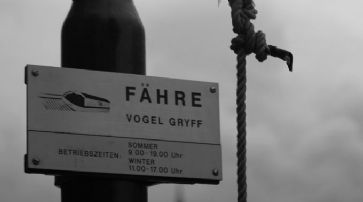 FÄHRE
VOGEL GRYFF
BETRIEBSZEITEN:
SOMMER
9.00-19.00 Uhr
WINTER
11.00-17.00 Uhr